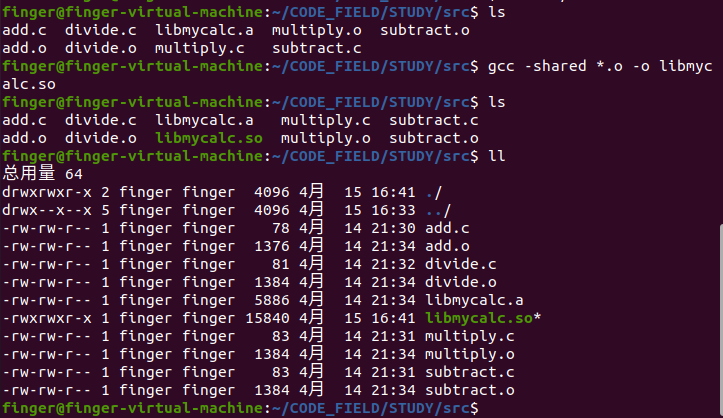 finger@finger-virtual-machine:~/CODE_FIELD/STUDY/src$ ls
add.c  divide.c  libmycalc.a  multiply.o  subtract.o
add.o  divide.o  multiply.c   subtract.c
finger@finger-virtual-machine:~/CODE_FIELD/STUDY/src$ gcc -shared *.o -o libmyc
alc.so
finger@finger-virtual-machine:~/CODE_FIELD/STUDY/src$ ls
add.c  divide.c  libmycalc.a   multiply.c  subtract.c
add.o  divide.o  libmycalc.so  multiply.o  subtract.o
finger@finger-virtual-machine:~/CODE_FIELD/STUDY/src$ ll
总用量 64
drwxrwxr-x 2 finger finger  4096 4月  15 16:41 ./
drwx--x--x 5 finger finger  4096 4月  15 16:33 ../
-rw-rw-r-- 1 finger finger    78 4月  14 21:30 add.c
-rw-rw-r-- 1 finger finger  1376 4月  14 21:34 add.o
-rw-rw-r-- 1 finger finger    81 4月  14 21:32 divide.c
-rw-rw-r-- 1 finger finger  1384 4月  14 21:34 divide.o
-rw-rw-r-- 1 finger finger  5886 4月  14 21:34 libmycalc.a
-rwxrwxr-x 1 finger finger 15840 4月  15 16:41 libmycalc.so*
-rw-rw-r-- 1 finger finger    83 4月  14 21:31 multiply.c
-rw-rw-r-- 1 finger finger  1384 4月  14 21:34 multiply.o
-rw-rw-r-- 1 finger finger    83 4月  14 21:31 subtract.c
-rw-rw-r-- 1 finger finger  1384 4月  14 21:34 subtract.o
finger@finger-virtual-machine:~/CODE_FIELD/STUDY/src$